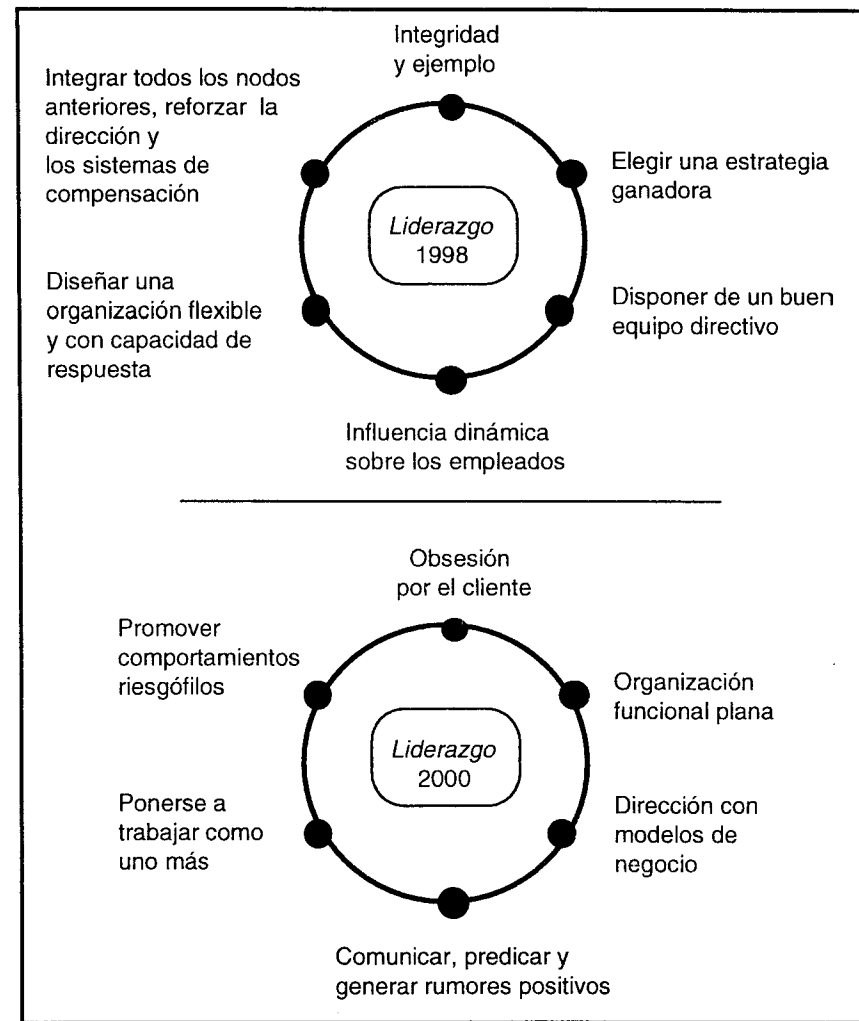 Integridad
y ejemplo
Integrar todos los nodos
anteriores, reforzar la
dirección y
los sistemas de
compensación
Elegir una estrategia
ganadora
Liderazgo
1998
Diseñar una
organización flexible
y con capacidad de
respuesta
Disponer de un buen
equipo directivo
Influencia dinámica
sobre los empleados
Obsesión
por el cliente
Promover
comportamientos
riesgófilos
Organización
funcional plana
Liderazgo
2000
Ponerse a
trabajar como
uno más
Dirección con
modelos de
negocio
Comunicar, predicar y
generar rumores positivos